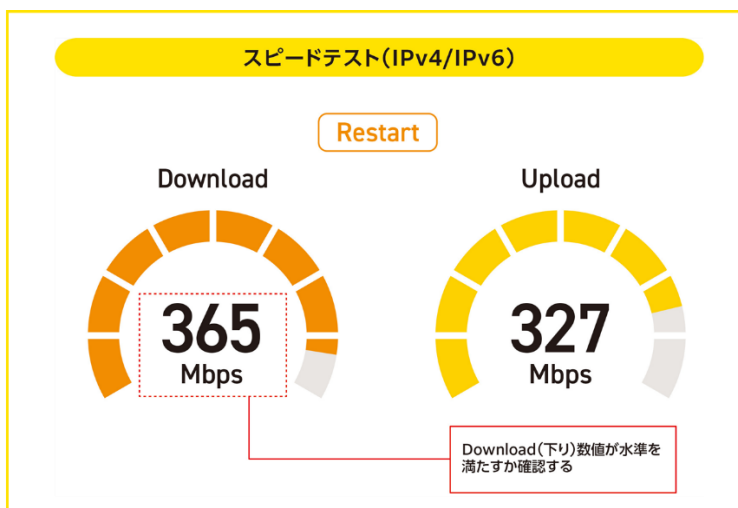 スピードテスト(IPv4/IPv6)
Restart
Download
Upload
365
Mbps
327
Mbps
Download(下り)数値が水準を
満たすか確認する